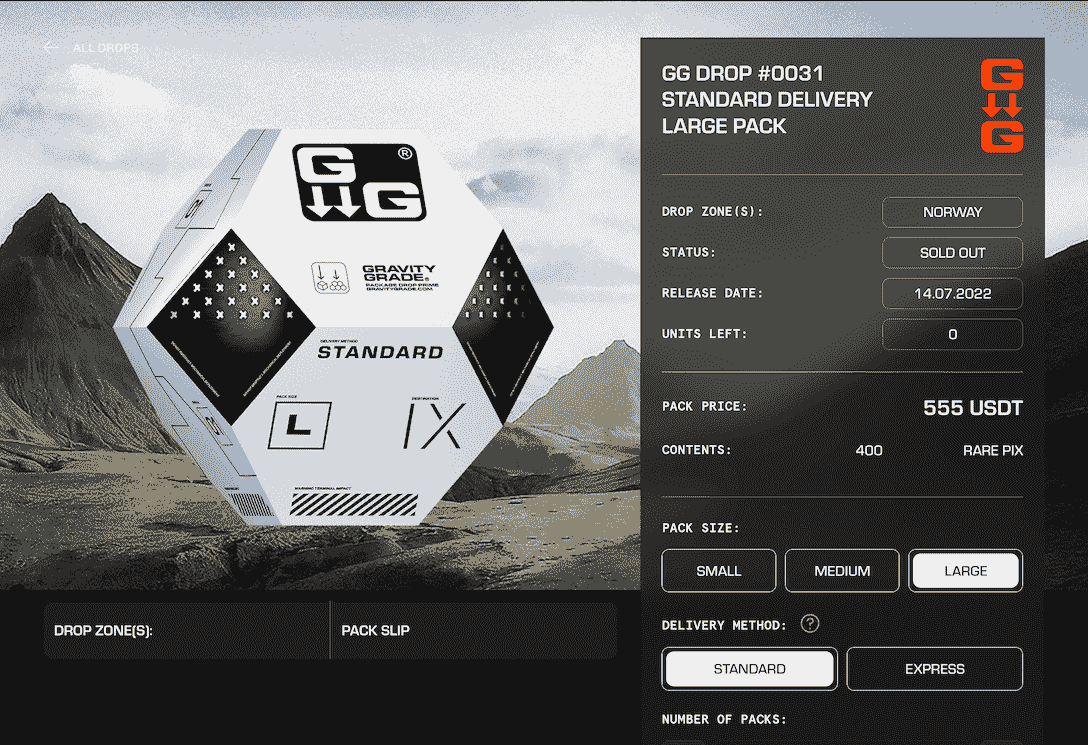 ← ALL DROPS
G
®
G
GRAVITY
GRADE®
PACKAGE DROP PRIME
GRAVITYGRADE.COM
DELIVERY METHOD
STANDARD
PACK SIZE
L
DESTINATION
IX
WARNING TERMINAL IMPACT
DROP ZONE(S):
PACK SLIP
GG DROP #0031
STANDARD DELIVERY
LARGE PACK
G
G
DROP ZONE(S): NORWAY
STATUS: SOLD OUT
RELEASE DATE: 14.07.2022
UNITS LEFT: 0
PACK PRICE: 555 USDT
CONTENTS: 400 RARE PIX
PACK SIZE:
SMALL MEDIUM LARGE
DELIVERY METHOD: ?
STANDARD EXPRESS
NUMBER OF PACKS: